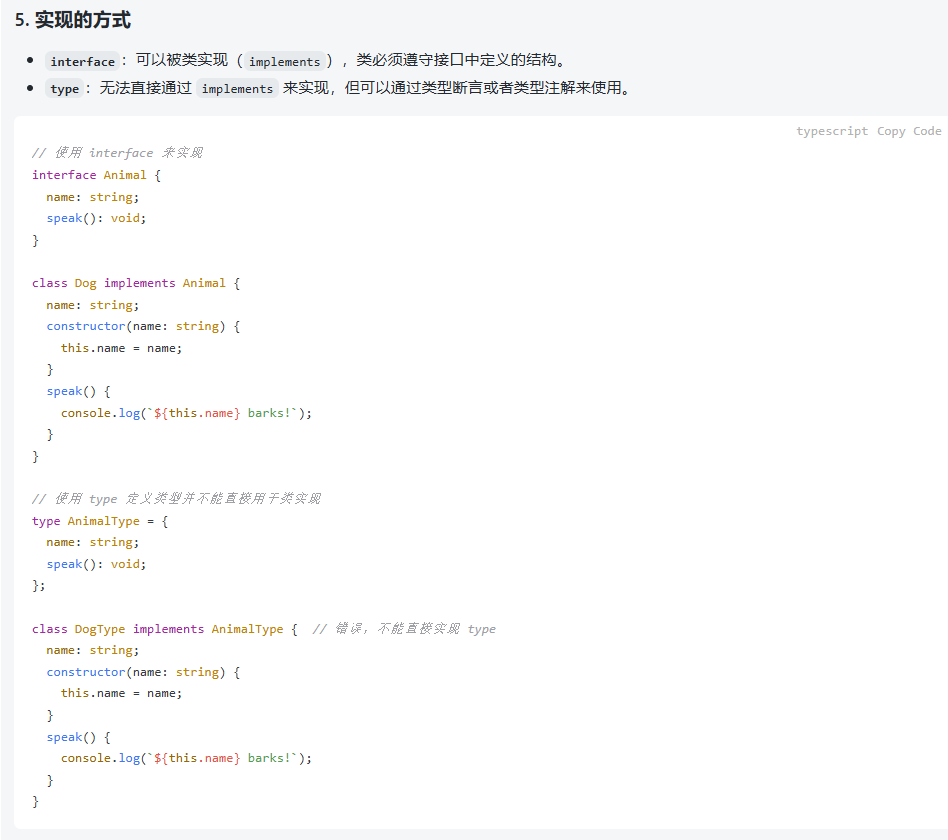 5. 实现的方式
interface：可以被类实现（implements），类必须遵守接口中定义的结构。
type：无法直接通过 implements 来实现，但可以通过类型断言或者类型注解来使用。
typescript Copy Code
// 使用 interface 来实现
interface Animal {
  name: string;
  speak(): void;
}
class Dog implements Animal {
  name: string;
  constructor(name: string) {
    this.name = name;
  }
  speak() {
    console.log(`${this.name} barks!`);
  }
}
// 使用 type 定义类型并不能直接用于类实现
type AnimalType = {
  name: string;
  speak(): void;
};
class DogType implements AnimalType {  // 错误，不能直接实现 type
  name: string;
  constructor(name: string) {
    this.name = name;
  }
  speak() {
    console.log(`${this.name} barks!`);
  }
}